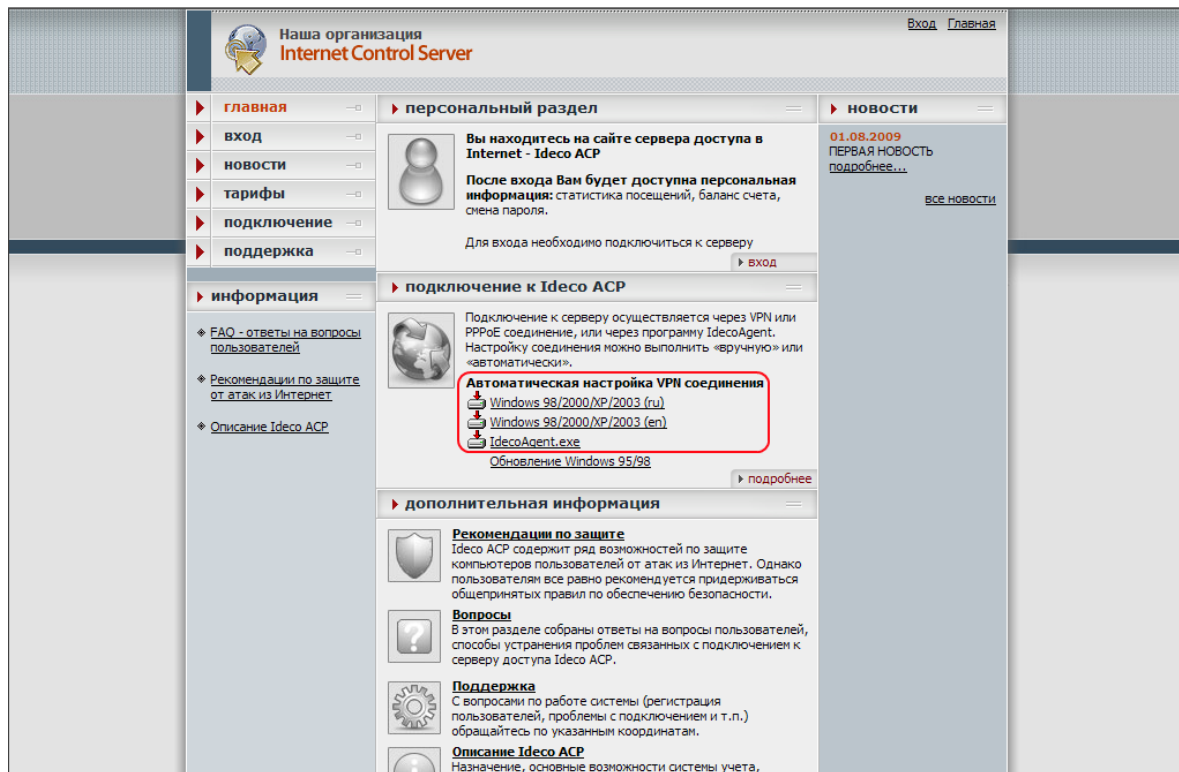 Наша организация
Internet Control Server
Вход Главная
главная
вход
новости
тарифы
подключение
поддержка
информация
FAQ - ответы на вопросы
пользователей
Рекомендации по защите
от атак из Интернет
Описание Ideco АСР
персональный раздел
Вы находитесь на сайте сервера доступа в
Internet - Ideco АСР
После входа Вам будет доступна персональная
информация: статистика посещений, баланс счета,
смена пароля.
Для входа необходимо подключиться к серверу
вход
подключение к Ideco АСР
Подключение к серверу осуществляется через VPN или
PPPoE соединение, или через программу IdecoAgent.
Настройку соединения можно выполнить «вручную» или
«автоматически».
Автоматическая настройка VPN соединения
Windows 98/2000/XP/2003 (ru)
Windows 98/2000/XP/2003 (en)
IdecoAgent.exe
Обновление Windows 95/98
подробнее
дополнительная информация
Рекомендации по защите
Ideco АСР содержит ряд возможностей по защите
компьютеров пользователей от атак из Интернет. Однако
пользователям все равно рекомендуется придерживаться
общепринятых правил по обеспечению безопасности.
Вопросы
В этом разделе собраны ответы на вопросы пользователей,
способы устранения проблем связанных с подключением к
серверу доступа Ideco АСР.
Поддержка
С вопросами по работе системы (регистрация
пользователей, проблемы с подключением и т.п.)
обращайтесь по указанным координатам.
Описание Ideco АСР
Назначение, основные возможности системы учета,
новости
01.08.2009
ПЕРВАЯ НОВОСТЬ
подробнее...
все новости